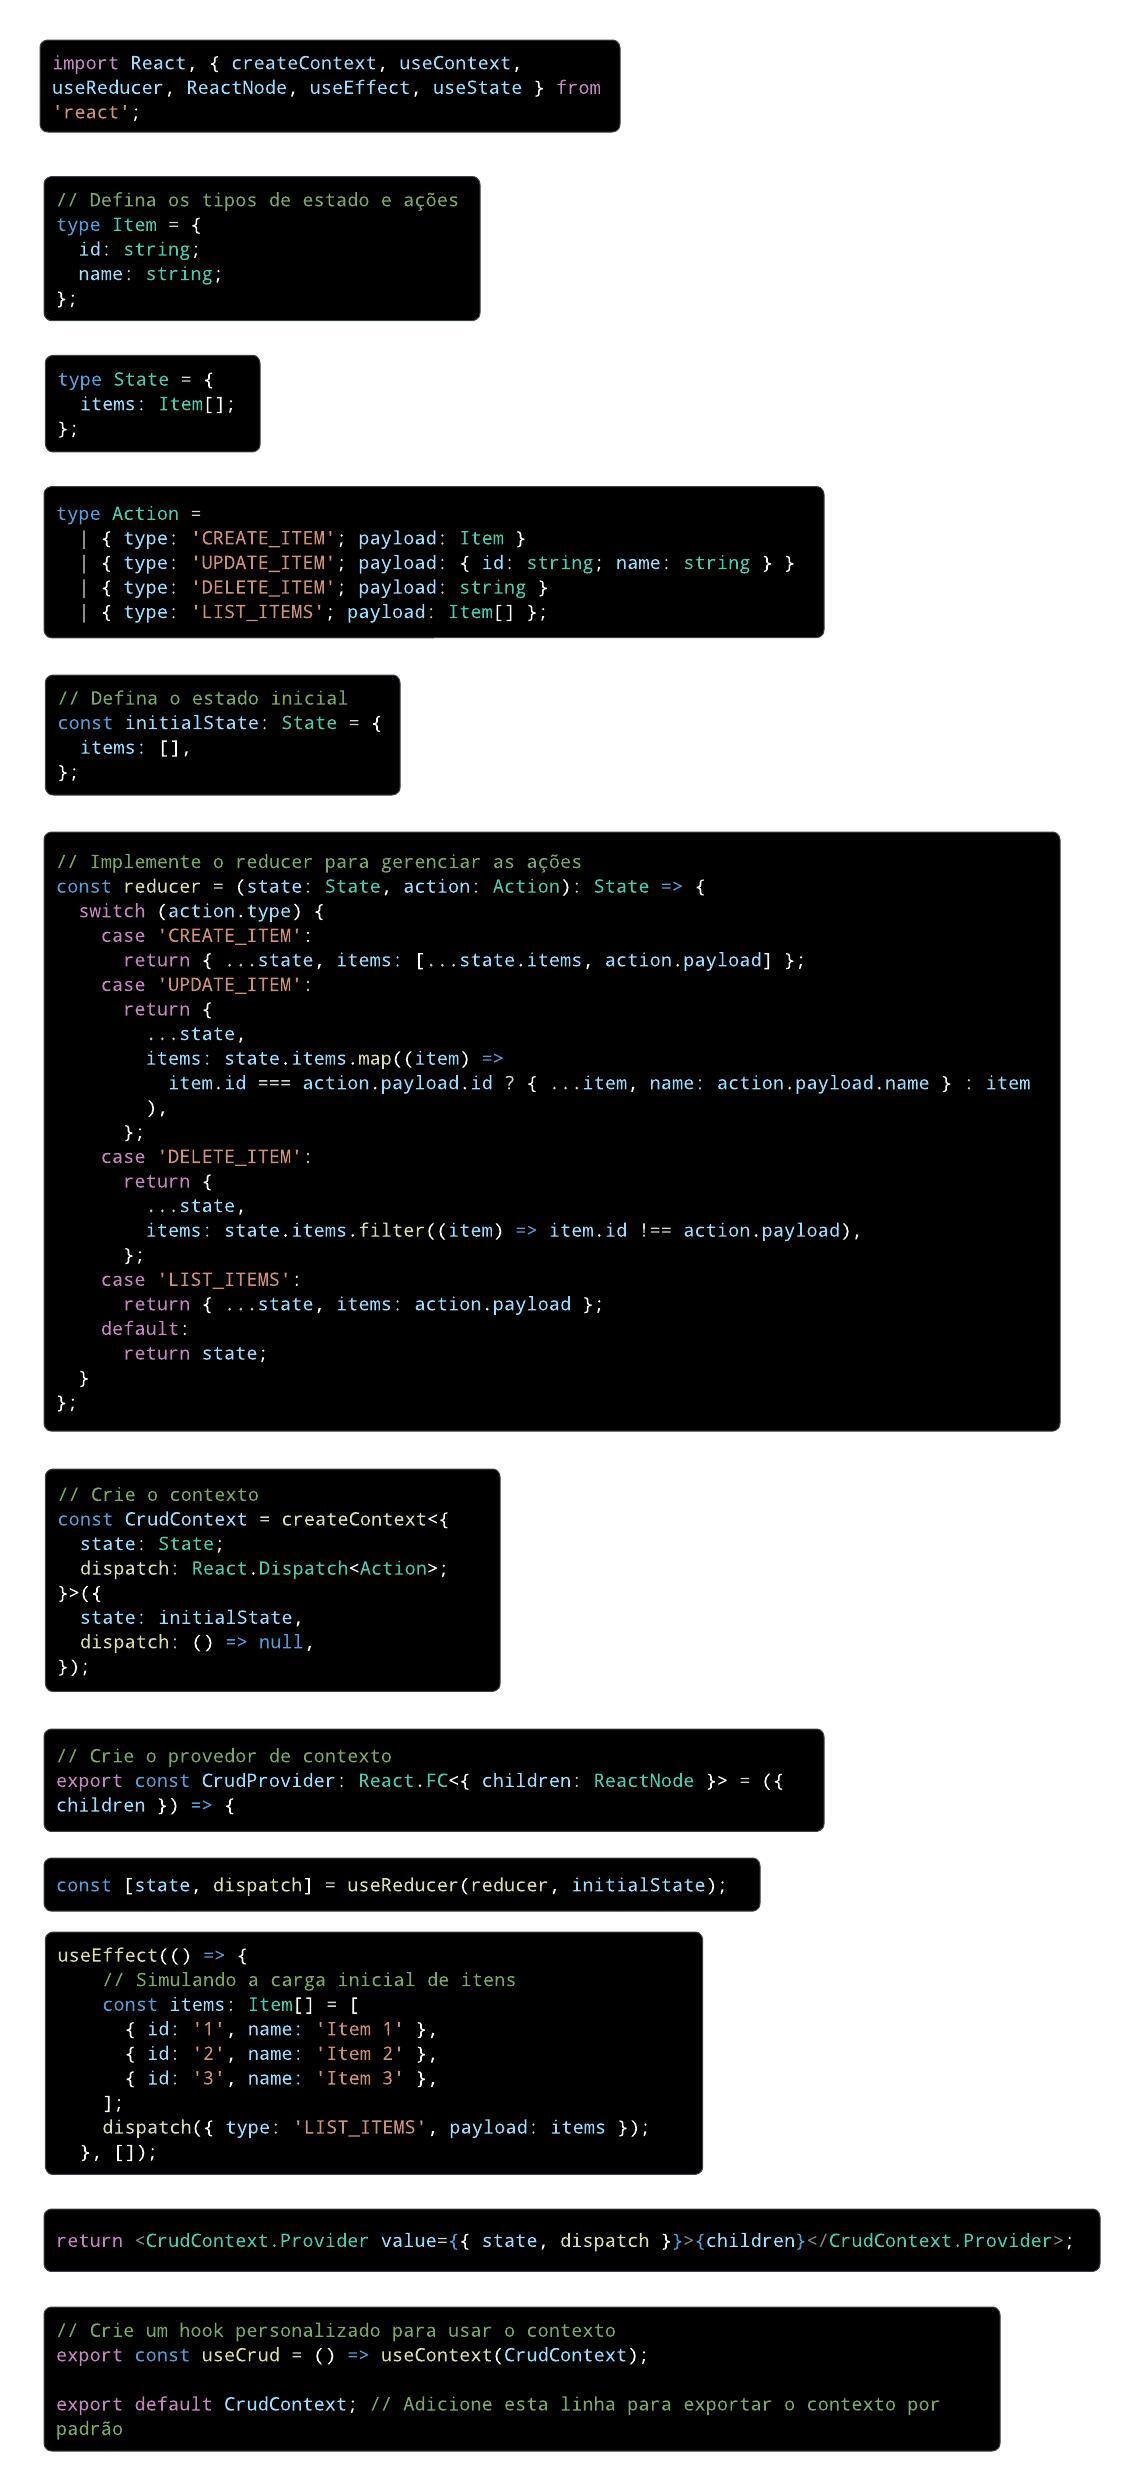 import React, { createContext, useContext,
useReducer, ReactNode, useEffect, useState } from
'react';
// Defina os tipos de estado e ações
type Item = {
  id: string;
  name: string;
};
type State = {
  items: Item[];
};
type Action =
  | { type: 'CREATE_ITEM'; payload: Item }
  | { type: 'UPDATE_ITEM'; payload: { id: string; name: string } }
  | { type: 'DELETE_ITEM'; payload: string }
  | { type: 'LIST_ITEMS'; payload: Item[] };
// Defina o estado inicial
const initialState: State = {
  items: [],
};
// Implemente o reducer para gerenciar as ações
const reducer = (state: State, action: Action): State => {
  switch (action.type) {
    case 'CREATE_ITEM':
      return { ...state, items: [...state.items, action.payload] };
    case 'UPDATE_ITEM':
      return {
        ...state,
        items: state.items.map((item) =>
          item.id === action.payload.id ? { ...item, name: action.payload.name } : item
        ),
      };
    case 'DELETE_ITEM':
      return {
        ...state,
        items: state.items.filter((item) => item.id !== action.payload),
      };
    case 'LIST_ITEMS':
      return { ...state, items: action.payload };
    default:
      return state;
  }
};
// Crie o contexto
const CrudContext = createContext<{
  state: State;
  dispatch: React.Dispatch<Action>;
}>({
  state: initialState,
  dispatch: () => null,
});
// Crie o provedor de contexto
export const CrudProvider: React.FC<{ children: ReactNode }> = ({
children }) => {
const [state, dispatch] = useReducer(reducer, initialState);
useEffect(() => {
    // Simulando a carga inicial de itens
    const items: Item[] = [
      { id: '1', name: 'Item 1' },
      { id: '2', name: 'Item 2' },
      { id: '3', name: 'Item 3' },
    ];
    dispatch({ type: 'LIST_ITEMS', payload: items });
  }, []);
return <CrudContext.Provider value={{ state, dispatch }}>{children}</CrudContext.Provider>;
// Crie um hook personalizado para usar o contexto
export const useCrud = () => useContext(CrudContext);
export default CrudContext; // Adicione esta linha para exportar o contexto por
padrão